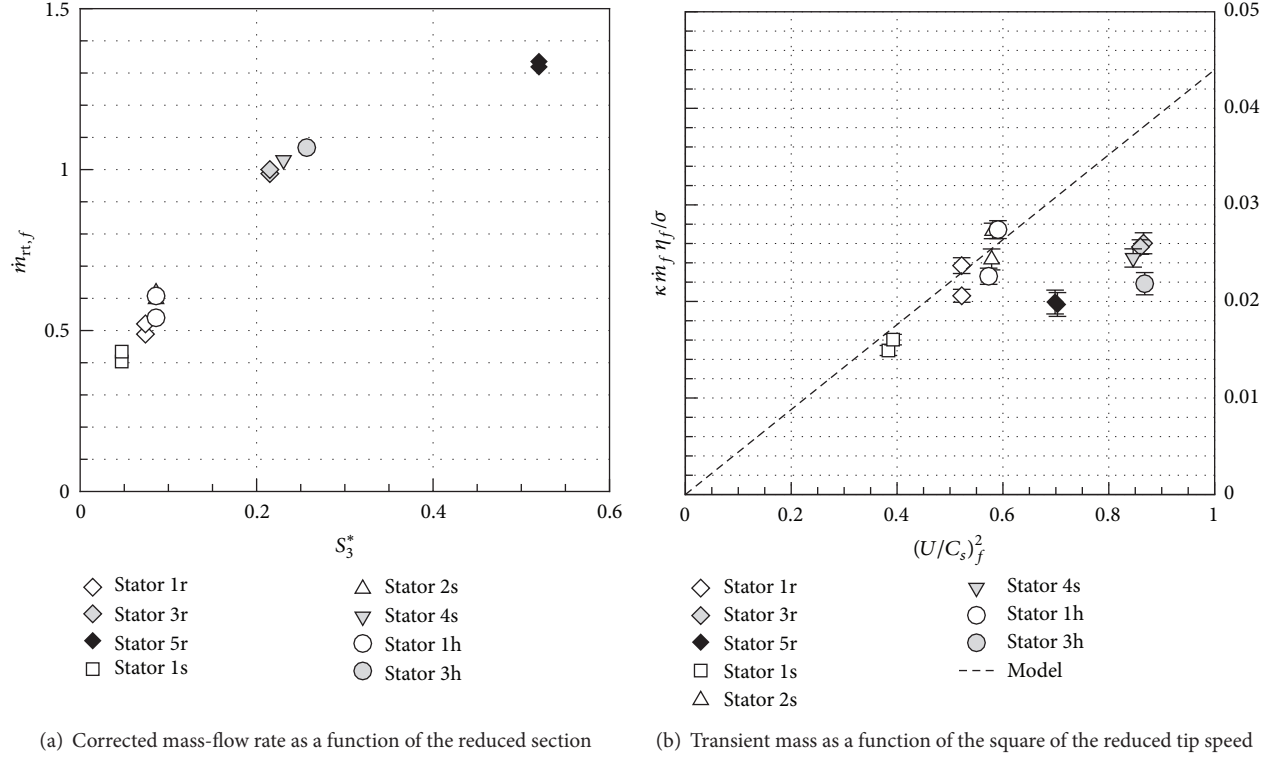 1.5
1
0.5
0
ṁrt,f
0 0.2 0.4 0.6
S3*
Stator 1r
Stator 3r
Stator 5r
Stator 1s
Stator 2s
Stator 4s
Stator 1h
Stator 3h
(a) Corrected mass-flow rate as a function of the reduced section
0.05
0.04
0.03
0.02
0.01
0
κ ṁf ηf/σ
0 0.2 0.4 0.6 0.8 1
(U/Cs)f2
Stator 1r
Stator 3r
Stator 5r
Stator 1s
Stator 2s
Stator 4s
Stator 1h
Stator 3h
Model
(b) Transient mass as a function of the square of the reduced tip speed